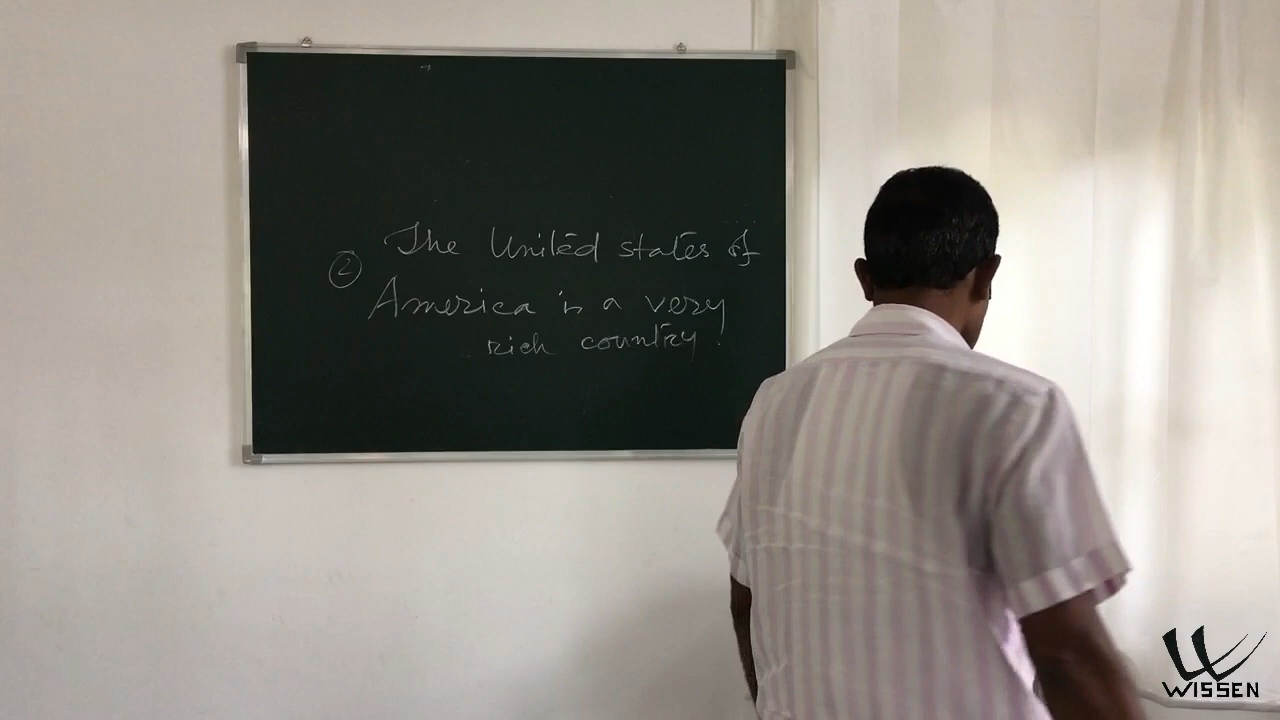 The United states of
② America is a very
rich country.
WISSEN